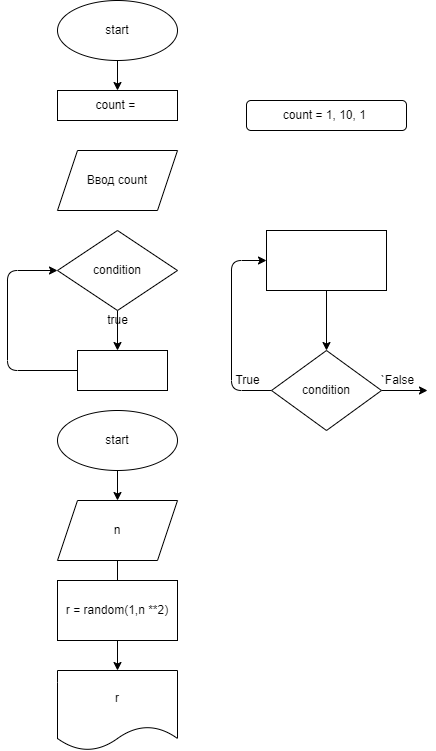 start
count =
count = 1, 10, 1
Ввод count
condition
true
True
condition
`False
start
n
r = random(1,n **2)
r